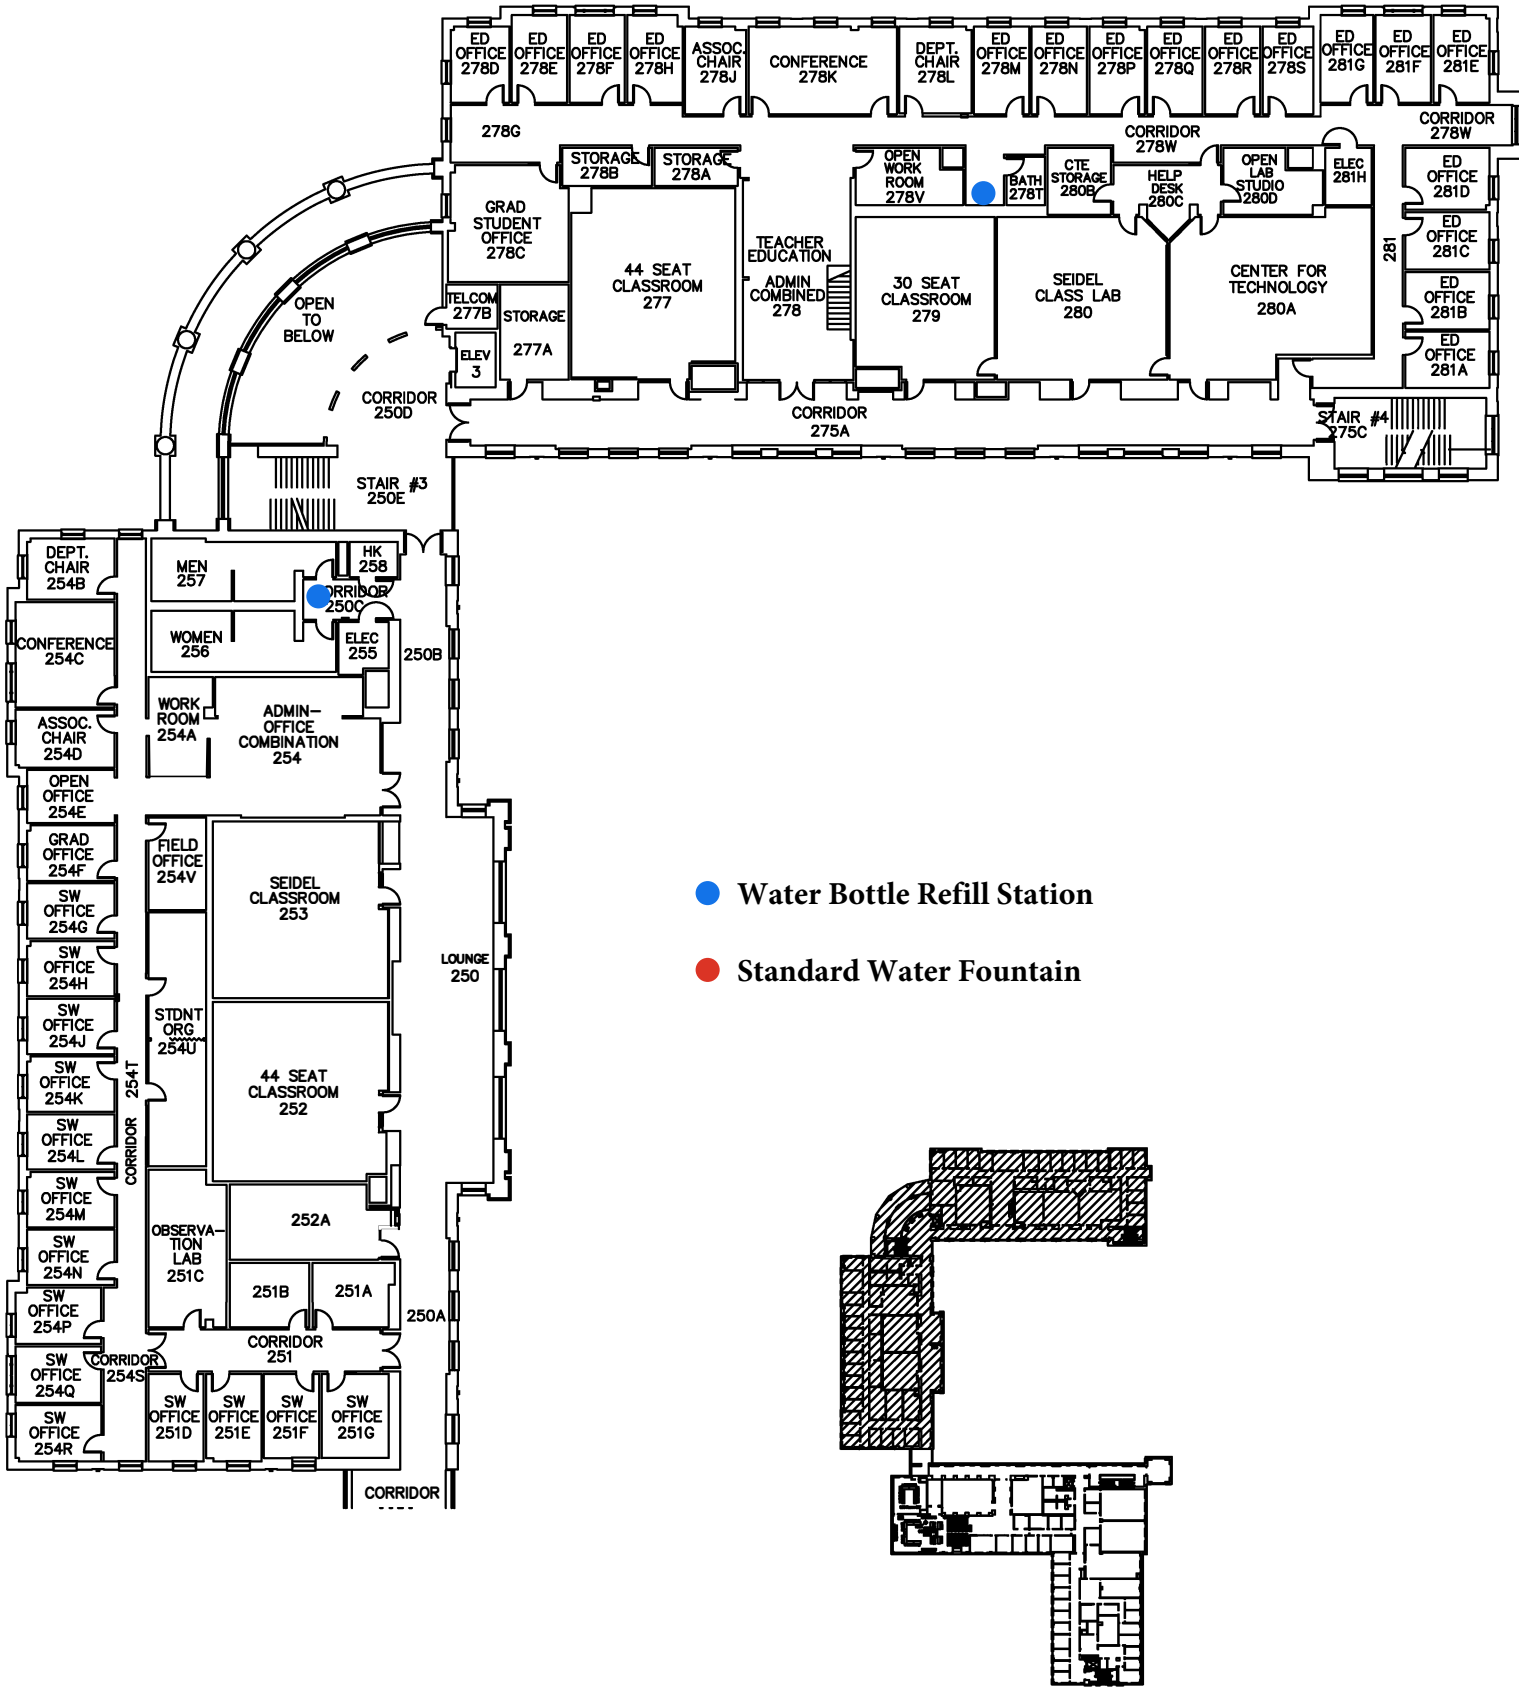 ED
OFFICE
278D
ED
OFFICE
278E
ED
OFFICE
278F
ED
OFFICE
278H
ASSOC.
CHAIR
278J
CONFERENCE
278K
DEPT.
CHAIR
278L
ED
OFFICE
278M
ED
OFFICE
278N
ED
OFFICE
278P
ED
OFFICE
278Q
ED
OFFICE
278R
ED
OFFICE
278S
ED
OFFICE
281G
ED
OFFICE
281F
ED
OFFICE
281E
278G
CORRIDOR
278W
CORRIDOR
278W
STORAGE
278B
STORAGE
278A
OPEN
WORK
ROOM
278V
BATH
278T
CTE
STORAGE
280B
HELP
DESK
280C
OPEN
LAB
STUDIO
280D
ELEC
281H
ED
OFFICE
281D
GRAD
STUDENT
OFFICE
278C
44 SEAT
CLASSROOM
277
TEACHER
EDUCATION
ADMIN
COMBINED
278
30 SEAT
CLASSROOM
279
SEIDEL
CLASS LAB
280
CENTER FOR
TECHNOLOGY
280A
281
ED
OFFICE
281C
ED
OFFICE
281B
ED
OFFICE
281A
OPEN
TO
BELOW
TELCOM
277B
STORAGE
277A
ELEV
3
CORRIDOR
250D
CORRIDOR
275A
STAIR #4
275C
STAIR #3
250E
DEPT.
CHAIR
254B
MEN
257
HK
258
ORRIDOR
250C
CONFERENCE
254C
WOMEN
256
ELEC
255
250B
ASSOC.
CHAIR
254D
WORK
ROOM
254A
ADMIN-
OFFICE
COMBINATION
254
OPEN
OFFICE
254E
GRAD
OFFICE
254F
FIELD
OFFICE
254V
SEIDEL
CLASSROOM
253
SW
OFFICE
254G
SW
OFFICE
254H
LOUNGE
250
SW
OFFICE
254J
STDNT
ORG
254U
SW
OFFICE
254K
254T
CORRIDOR
44 SEAT
CLASSROOM
252
SW
OFFICE
254L
SW
OFFICE
254M
OBSERVA-
TION
LAB
251C
252A
SW
OFFICE
254N
251B
251A
250A
SW
OFFICE
254P
CORRIDOR
251
SW
OFFICE
254Q
CORRIDOR
254S
SW
OFFICE
254R
SW
OFFICE
251D
SW
OFFICE
251E
SW
OFFICE
251F
SW
OFFICE
251G
CORRIDOR
Water Bottle Refill Station
Standard Water Fountain